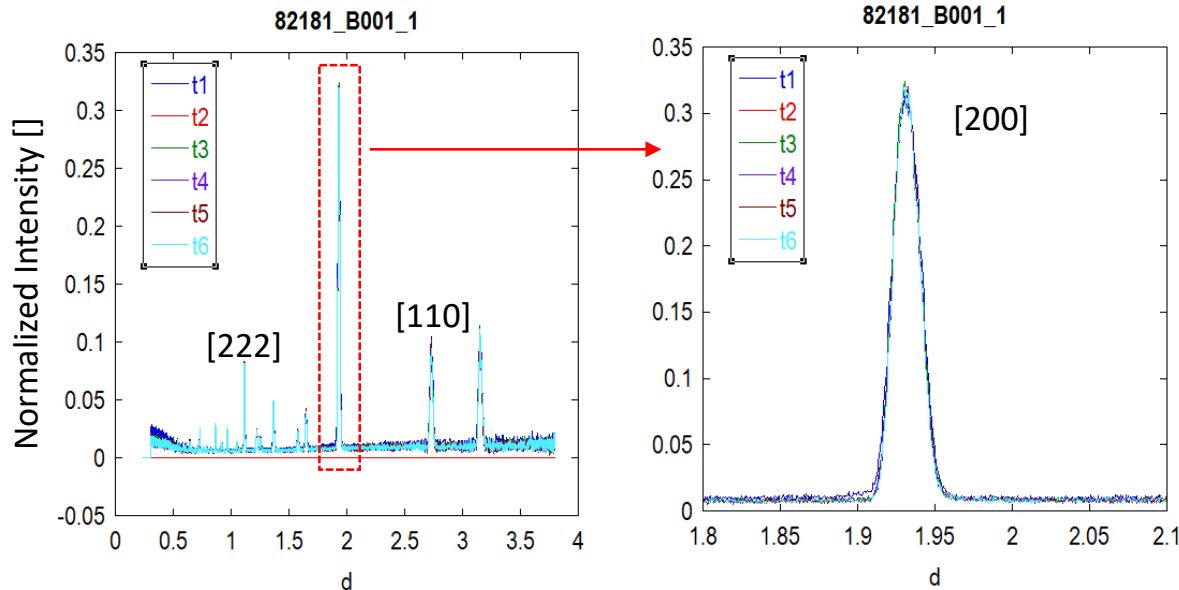 82181_B001_1
Normalized Intensity []
0.35
0.3
0.25
0.2
0.15
0.1
0.05
0
-0.05
t1
t2
t3
t4
t5
t6
[222]
[110]
0 0.5 1 1.5 2 2.5 3 3.5 4
d
82181_B001_1
0.35
0.3
0.25
0.2
0.15
0.1
0.05
0
t1
t2
t3
t4
t5
t6
[200]
1.8 1.85 1.9 1.95 2 2.05 2.1
d